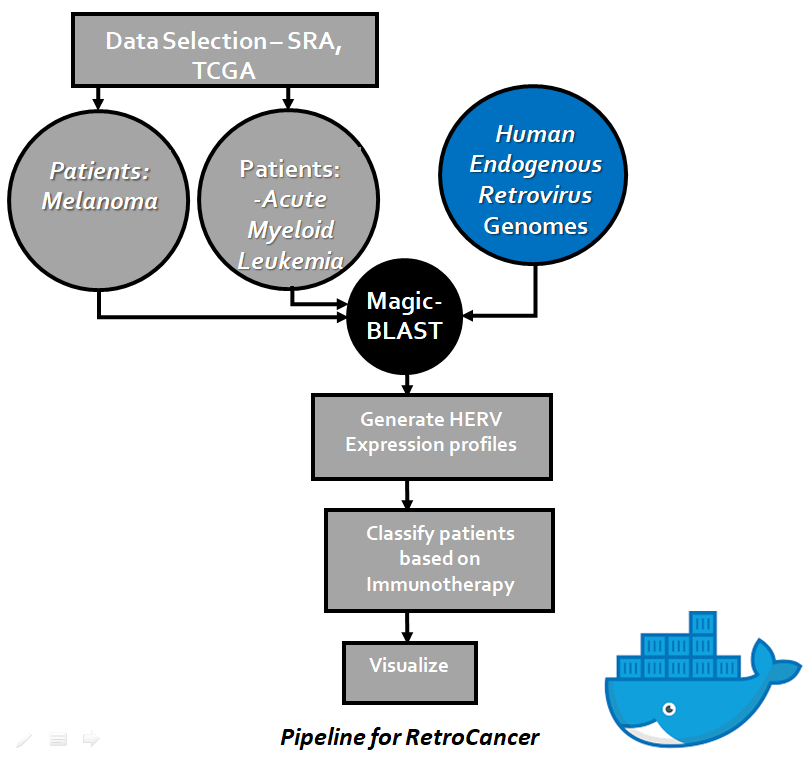 Data Selection – SRA,
TCGA
Patients:
Melanoma
Patients:
-Acute
Myeloid
Leukemia
Human
Endogenous
Retrovirus
Genomes
Magic-
BLAST
Generate HERV
Expression profiles
Classify patients
based on
Immunotherapy
Visualize
Pipeline for RetroCancer